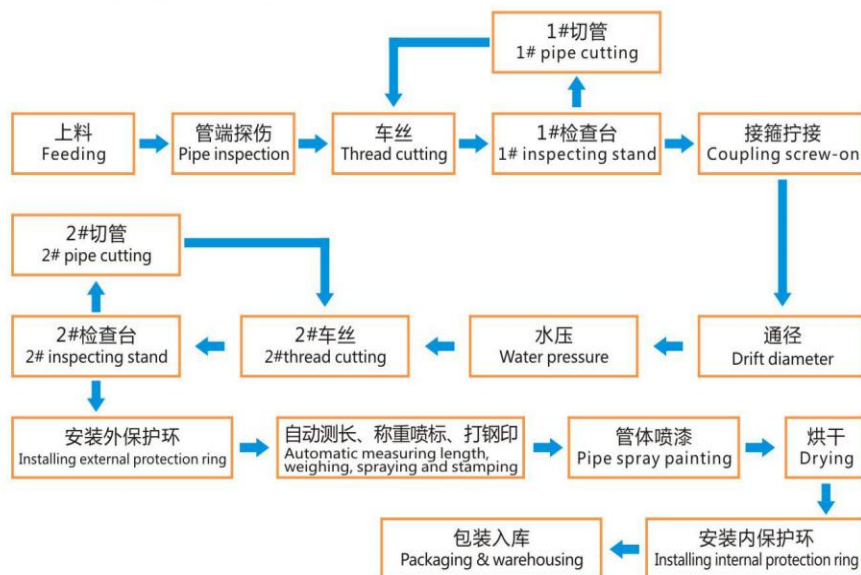 1#切管
1# pipe cutting
上料
Feeding
管端探伤
Pipe inspection
车丝
Thread cutting
1#检查台
1# inspecting stand
接箍拧接
Coupling screw-on
2#切管
2# pipe cutting
2#检查台
2# inspecting stand
2#车丝
2#thread cutting
水压
Water pressure
通径
Drift diameter
安装外保护环
Installing external protection ring
自动测长、称重喷标、打钢印
Automatic measuring length,
weighing, spraying and stamping
管体喷漆
Pipe spray painting
烘干
Drying
包装入库
Packaging & warehousing
安装内保护环
Installing internal protection ring